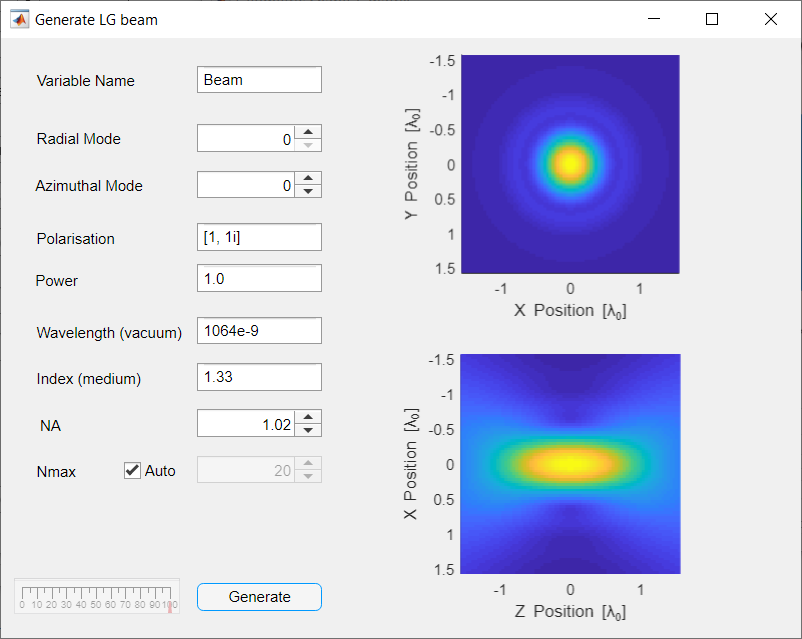 Generate LG beam
Variable Name
Beam
Radial Mode
0
Azimuthal Mode
0
Polarisation
[1, 1i]
Power
1.0
Wavelength (vacuum)
1064e-9
Index (medium)
1.33
NA
1.02
Nmax
Auto
20
0 10 20 30 40 50 60 70 80 90 100
Generate
Y Position [λ₀]
-1.5
-1
-0.5
0
0.5
1
1.5
-1 0 1
X Position [λ₀]
X Position [λ₀]
-1.5
-1
-0.5
0
0.5
1
1.5
-1 0 1
Z Position [λ₀]